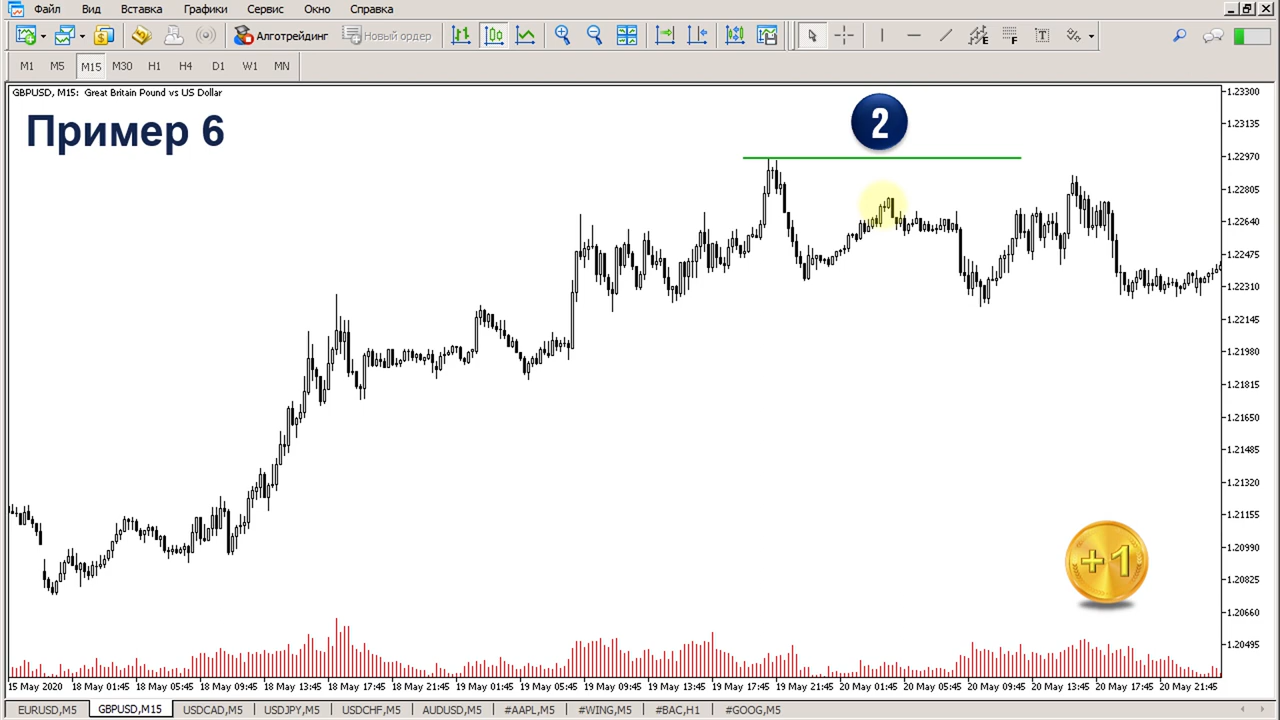 Файл Вид Вставка Графики Сервис Окно Справка
Алготрейдинг Новый ордер
M1 M5 M15 M30 H1 H4 D1 W1 MN
GBPUSD, M15: Great Britain Pound vs US Dollar
Пример 6
2
1.23300
1.23135
1.22970
1.22805
1.22640
1.22475
1.22310
1.22145
1.21980
1.21815
1.21650
1.21485
1.21320
1.21155
1.20990
1.20825
1.20660
1.20495
+1
15 May 2020 18 May 01:45 18 May 05:45 18 May 09:45 18 May 13:45 18 May 17:45 18 May 21:45 19 May 01:45 19 May 05:45 19 May 09:45 19 May 13:45 19 May 17:45 19 May 21:45 20 May 01:45 20 May 05:45 20 May 09:45 20 May 13:45 20 May 17:45 20 May 21:45
EURUSD,M5 GBPUSD,M15 USDCAD,M5 USDJPY,M5 USDCHF,M5 AUDUSD,M5 #AAPL,M5 #WING,M5 #BAC,H1 #GOOG,M5